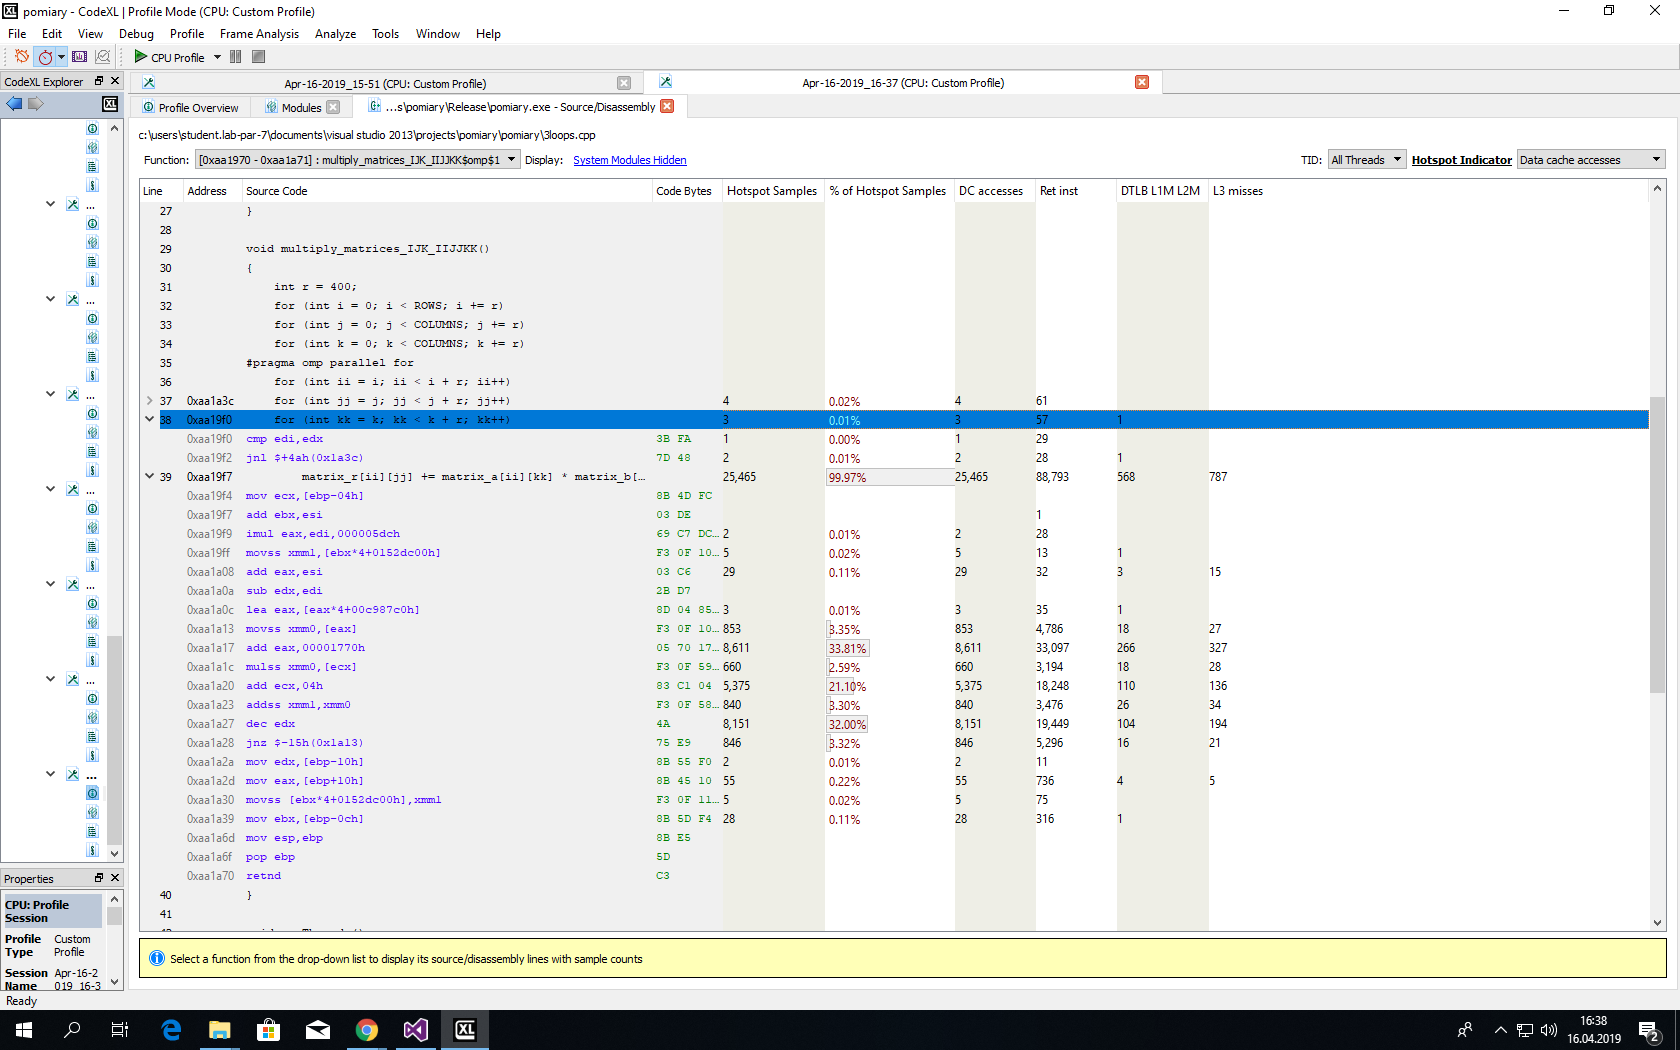 pomiary - CodeXL | Profile Mode (CPU: Custom Profile)
File Edit View Debug Profile Frame Analysis Analyze Tools Window Help
CPU Profile
CodeXL Explorer
Apr-16-2019_15-51 (CPU: Custom Profile) Apr-16-2019_16-37 (CPU: Custom Profile)
Profile Overview Modules ...s\pomiary\Release\pomiary.exe - Source/Disassembly
c:\users\student.lab-par-7\documents\visual studio 2013\projects\pomiary\pomiary\3loops.cpp
Function: [0xaa1970 - 0xaa1a71] : multiply_matrices_IJK_IIJJKK$omp$1 Display: System Modules Hidden TID: All Threads Hotspot Indicator Data cache accesses
Line Address Source Code Code Bytes Hotspot Samples % of Hotspot Samples DC accesses Ret inst DTLB L1M L2M L3 misses
27 }
28
29 void multiply_matrices_IJK_IIJJKK()
30 {
31 int r = 400;
32 for (int i = 0; i < ROWS; i += r)
33 for (int j = 0; j < COLUMNS; j += r)
34 for (int k = 0; k < COLUMNS; k += r)
35 #pragma omp parallel for
36 for (int ii = i; ii < i + r; ii++)
37 0xaa1a3c for (int jj = j; jj < j + r; jj++) 4 0.02% 4 61
38 0xaa19f0 for (int kk = k; kk < k + r; kk++) 3 0.01% 3 57 1
0xaa19f0 cmp edi,edx 3B FA 1 0.00% 1 29
0xaa19f2 jnl $+4ah(0x1a3c) 7D 48 2 0.01% 2 28 1
39 0xaa19f7 matrix_r[ii][jj] += matrix_a[ii][kk] * matrix_b[... 25,465 99.97% 25,465 88,793 568 787
0xaa19f4 mov ecx,[ebp-04h] 8B 4D FC
0xaa19f7 add ebx,esi 03 DE 1
0xaa19f9 imul eax,edi,000005dch 69 C7 DC... 2 0.01% 2 28
0xaa19ff movss xmm1,[ebx*4+0152dc00h] F3 0F 10... 5 0.02% 5 13 1
0xaa1a08 add eax,esi 03 C6 29 0.11% 29 32 3 15
0xaa1a0a sub edx,edi 2B D7
0xaa1a0c lea eax,[eax*4+00c987c0h] 8D 04 85... 3 0.01% 3 35 1
0xaa1a13 movss xmm0,[eax] F3 0F 10... 853 3.35% 853 4,786 18 27
0xaa1a17 add eax,00001770h 05 70 17... 8,611 33.81% 8,611 33,097 266 327
0xaa1a1c mulss xmm0,[ecx] F3 0F 59... 660 2.59% 660 3,194 18 28
0xaa1a20 add ecx,04h 83 C1 04 5,375 21.10% 5,375 18,248 110 136
0xaa1a23 addss xmm1,xmm0 F3 0F 58... 840 3.30% 840 3,476 26 34
0xaa1a27 dec edx 4A 8,151 32.00% 8,151 19,449 104 194
0xaa1a28 jnz $-15h(0x1a13) 75 E9 846 3.32% 846 5,296 16 21
0xaa1a2a mov edx,[ebp-10h] 8B 55 F0 2 0.01% 2 11
0xaa1a2d mov eax,[ebp+10h] 8B 45 10 55 0.22% 55 736 4 5
0xaa1a30 movss [ebx*4+0152dc00h],xmm1 F3 0F 11... 5 0.02% 5 75
0xaa1a39 mov ebx,[ebp-0ch] 8B 5D F4 28 0.11% 28 316 1
0xaa1a6d mov esp,ebp 8B E5
0xaa1a6f pop ebp 5D
0xaa1a70 retnd C3
40 }
41
...
...
...
...
...
...
...
Properties
CPU: Profile Session
Profile Type Custom Profile
Session Name Apr-16-2019_16-3
Select a function from the drop-down list to display its source/disassembly lines with sample counts
Ready
16:38
16.04.2019
2